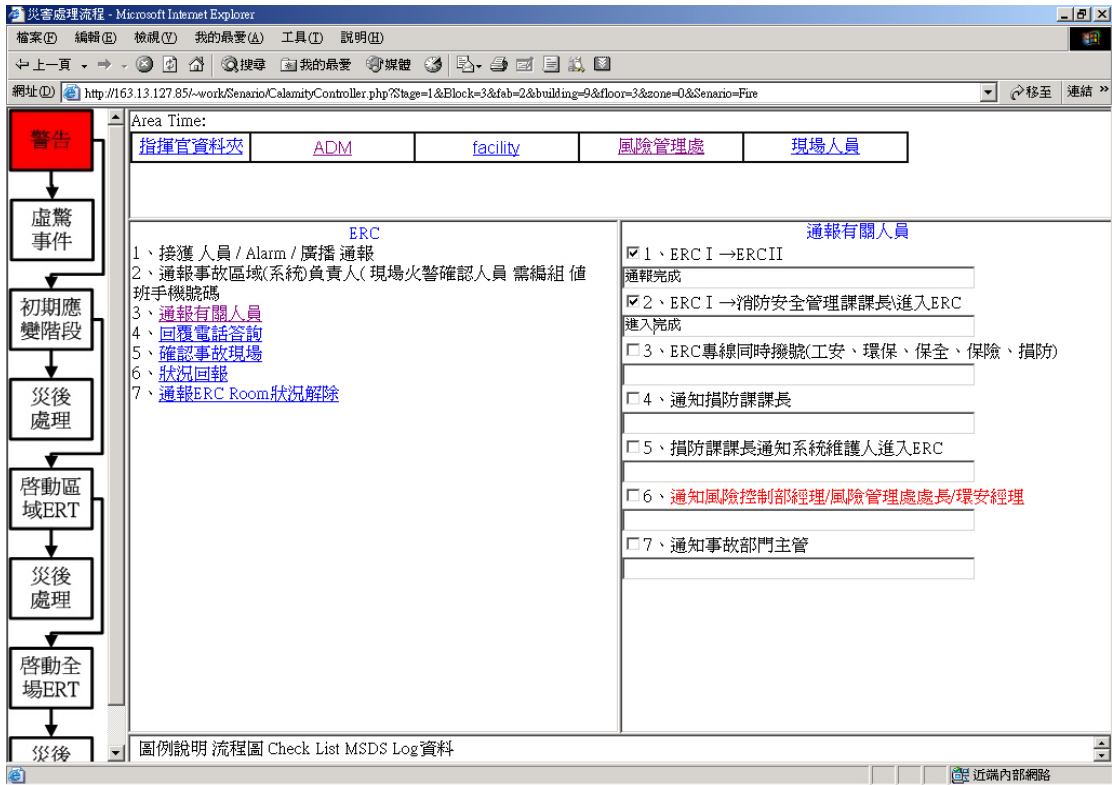 災害處理流程 - Microsoft Internet Explorer
檔案(F) 編輯(E) 檢視(V) 我的最愛(A) 工具(T) 說明(H)
上一頁 搜尋 我的最愛 媒體
網址(D) http://163.13.127.85/~work/Senario/CalamityController.php?Stage=1&Block=3&fab=2&building=9&floor=3&zone=0&Senario=Fire 移至 連結 »
警告
虛驚
事件
初期應
變階段
災後
處理
啓動區
域ERT
災後
處理
啓動全
場ERT
災後
Area Time:
指揮官資料夾 ADM facility 風險管理處 現場人員
ERC
1、接獲 人員 / Alarm / 廣播 通報
2、通報事故區域(系統)負責人( 現場火警確認人員 需編組 值
班手機號碼
3、通報有關人員
4、回覆電話答詢
5、確認事故現場
6、狀況回報
7、通報ERC Room狀況解除
通報有關人員
1、ERC I →ERCII
通報完成
2、ERC I →消防安全管理課課長\進入ERC
進入完成
3、ERC專線同時撥號(工安、環保、保全、保險、損防)
4、通知損防課課長
5、損防課課長通知系統維護人進入ERC
6、通知風險控制部經理/風險管理處處長/環安經理
7、通知事故部門主管
圖例說明 流程圖 Check List MSDS Log資料
近端內部網路